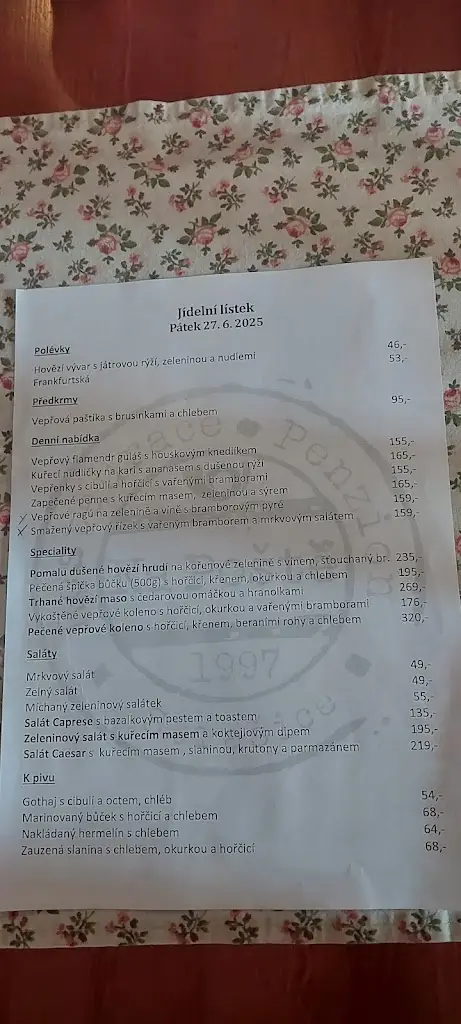 Jídelní lístek
Pátek 27. 6. 2025
Polévky
Hovězí vývar s játrovou rýží, zeleninou a nudlemi 46,-
Frankfurtská 53,-
Předkrmy
Vepřová paštika s brusinkami a chlebem 95,-
Denní nabídka
Vepřový flamendr guláš s houskovým knedlíkem 155,-
Kuřecí nudličky na kari s ananasem s dušenou rýží 165,-
Vepřenky s cibulí a hořčicí s vařenými bramborami 155,-
Zapečené penne s kuřecím masem, zeleninou a sýrem 165,-
Vepřové ragú na zelenině a víně s bramborovým pyré 159,-
Smažený vepřový řízek s vařeným bramborem a mrkvovým salátem 159,-
Speciality
Pomalu dušené hovězí hrudí na kořenové zelenině s vínem, šťouchaný br. 235,-
Pečená špička bůčku (500g) s hořčicí, křenem, okurkou a chlebem 195,-
Trhané hovězí maso s čedarovou omáčkou a hranolkami 269,-
Vykoštěné vepřové koleno s hořčicí, okurkou a vařenými bramborami 176,-
Pečené vepřové koleno s hořčicí, křenem, beraními rohy a chlebem 320,-
Saláty
Mrkvový salát 49,-
Zelný salát 49,-
Míchaný zeleninový salátek 55,-
Salát Caprese s bazalkovým pestem a toastem 135,-
Zeleninový salát s kuřecím masem a koktejlovým dipem 195,-
Salát Caesar s kuřecím masem , slaninou, krutony a parmazánem 219,-
K pivu
Gothaj s cibulí a octem, chléb 54,-
Marinovaný bůček s hořčicí a chlebem 68,-
Nakládaný hermelín s chlebem 64,-
Zauzená slanina s chlebem, okurkou a hořčicí 68,-
Penzion
1997